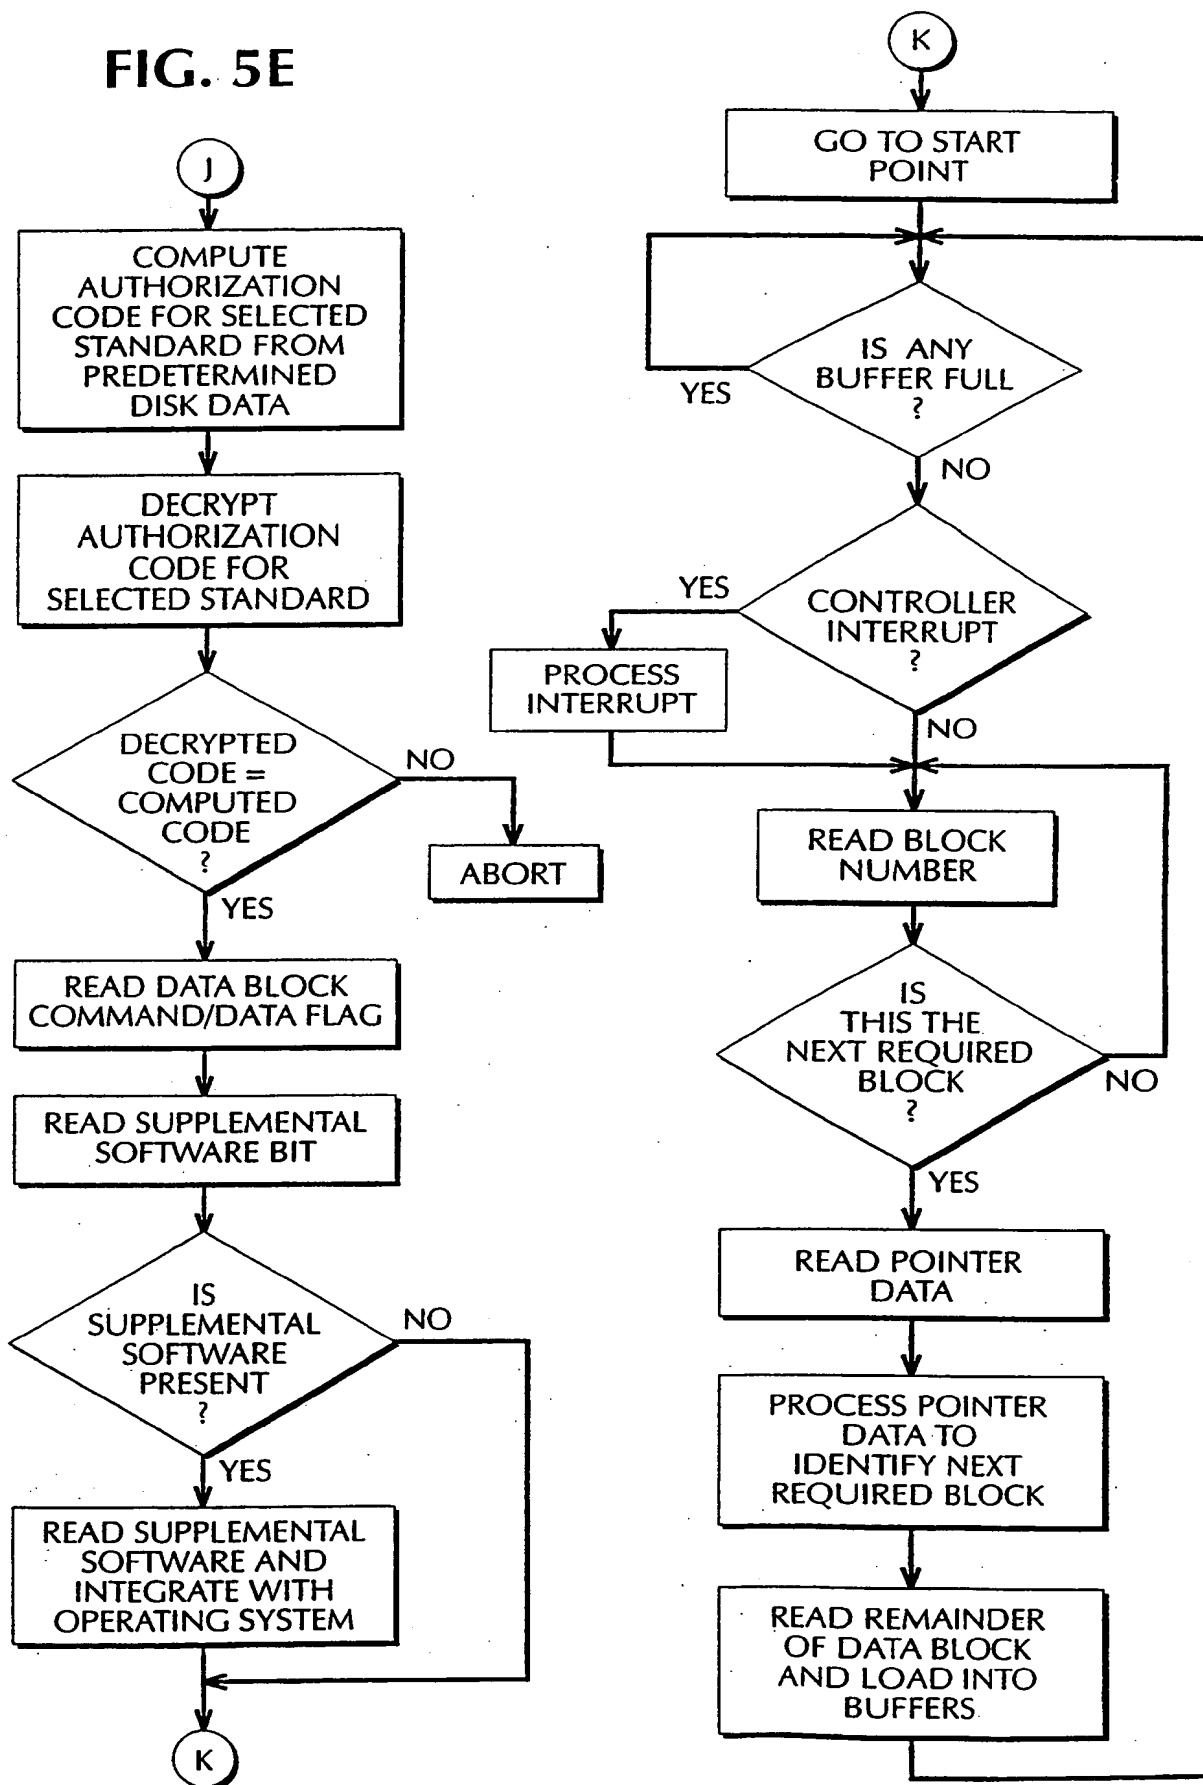 FIG. 5E
J
COMPUTE
AUTHORIZATION
CODE FOR SELECTED
STANDARD FROM
PREDETERMINED
DISK DATA
DECRYPT
AUTHORIZATION
CODE FOR
SELECTED STANDARD
DECRYPTED
CODE =
COMPUTED
CODE
?
NO
ABORT
YES
READ DATA BLOCK
COMMAND/DATA FLAG
READ SUPPLEMENTAL
SOFTWARE BIT
IS
SUPPLEMENTAL
SOFTWARE
PRESENT
?
NO
YES
READ SUPPLEMENTAL
SOFTWARE AND
INTEGRATE WITH
OPERATING SYSTEM
K
K
GO TO START
POINT
IS ANY
BUFFER FULL
?
YES
NO
CONTROLLER
INTERRUPT
?
YES
PROCESS
INTERRUPT
NO
READ BLOCK
NUMBER
IS
THIS THE
NEXT REQUIRED
BLOCK
?
NO
YES
READ POINTER
DATA
PROCESS POINTER
DATA TO
IDENTIFY NEXT
REQUIRED BLOCK
READ REMAINDER
OF DATA BLOCK
AND LOAD INTO
BUFFERS